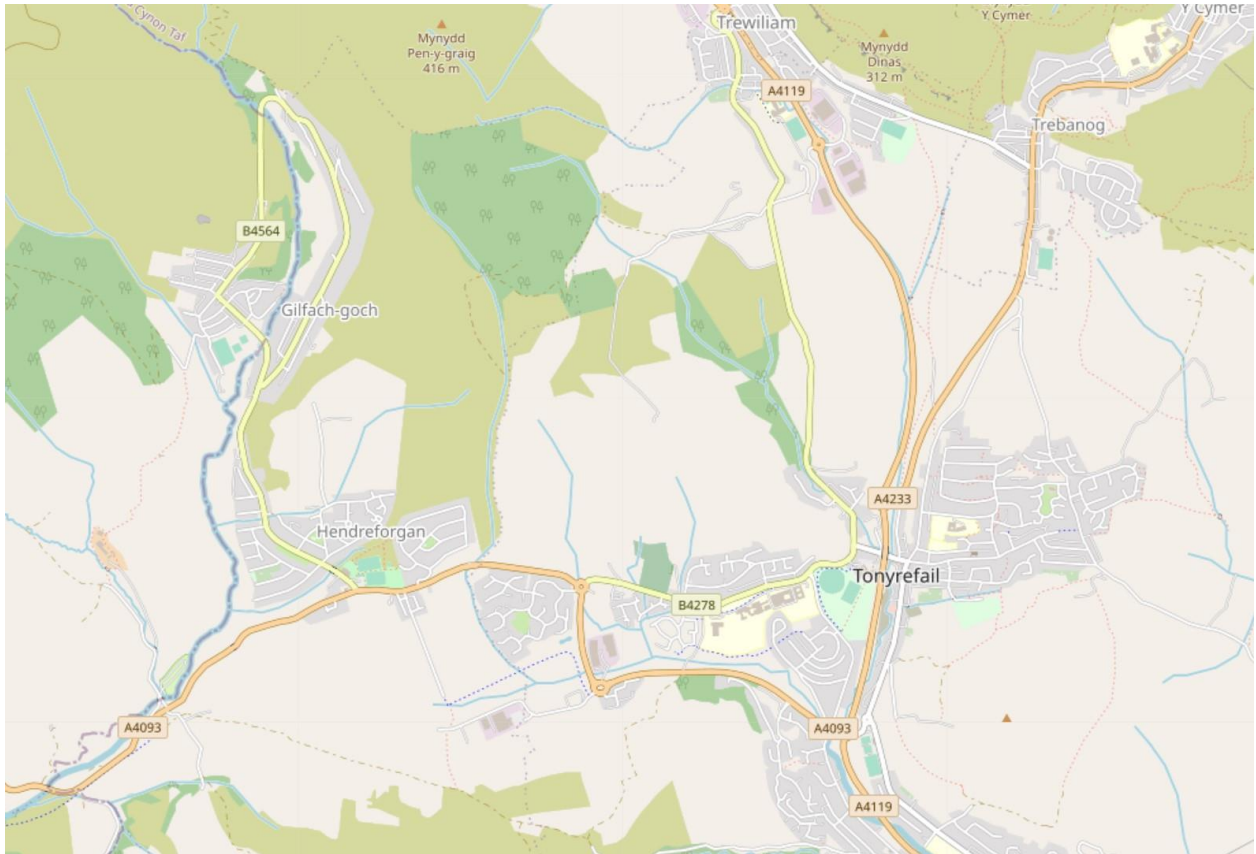 Cynon Taf
Mynydd
Pen-y-graig
416 m
Trewiliam
Y Cymer
Y Cymer
Mynydd
Dinas
312 m
A4119
Trebanog
B4564
Gilfach-goch
A4233
Hendreforgan
Tonyrefail
B4278
A4093
A4093
A4119